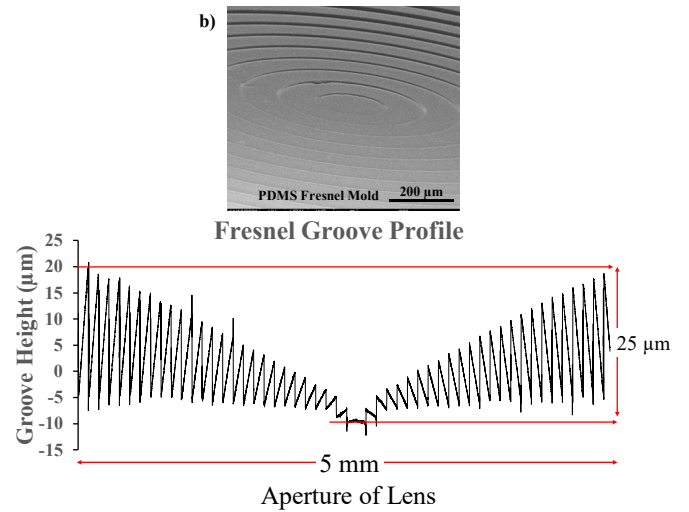 b)
PDMS Fresnel Mold
200 µm
Fresnel Groove Profile
Groove Height (µm)
25
20
15
10
5
0
-5
-10
-15
25 µm
5 mm
Aperture of Lens